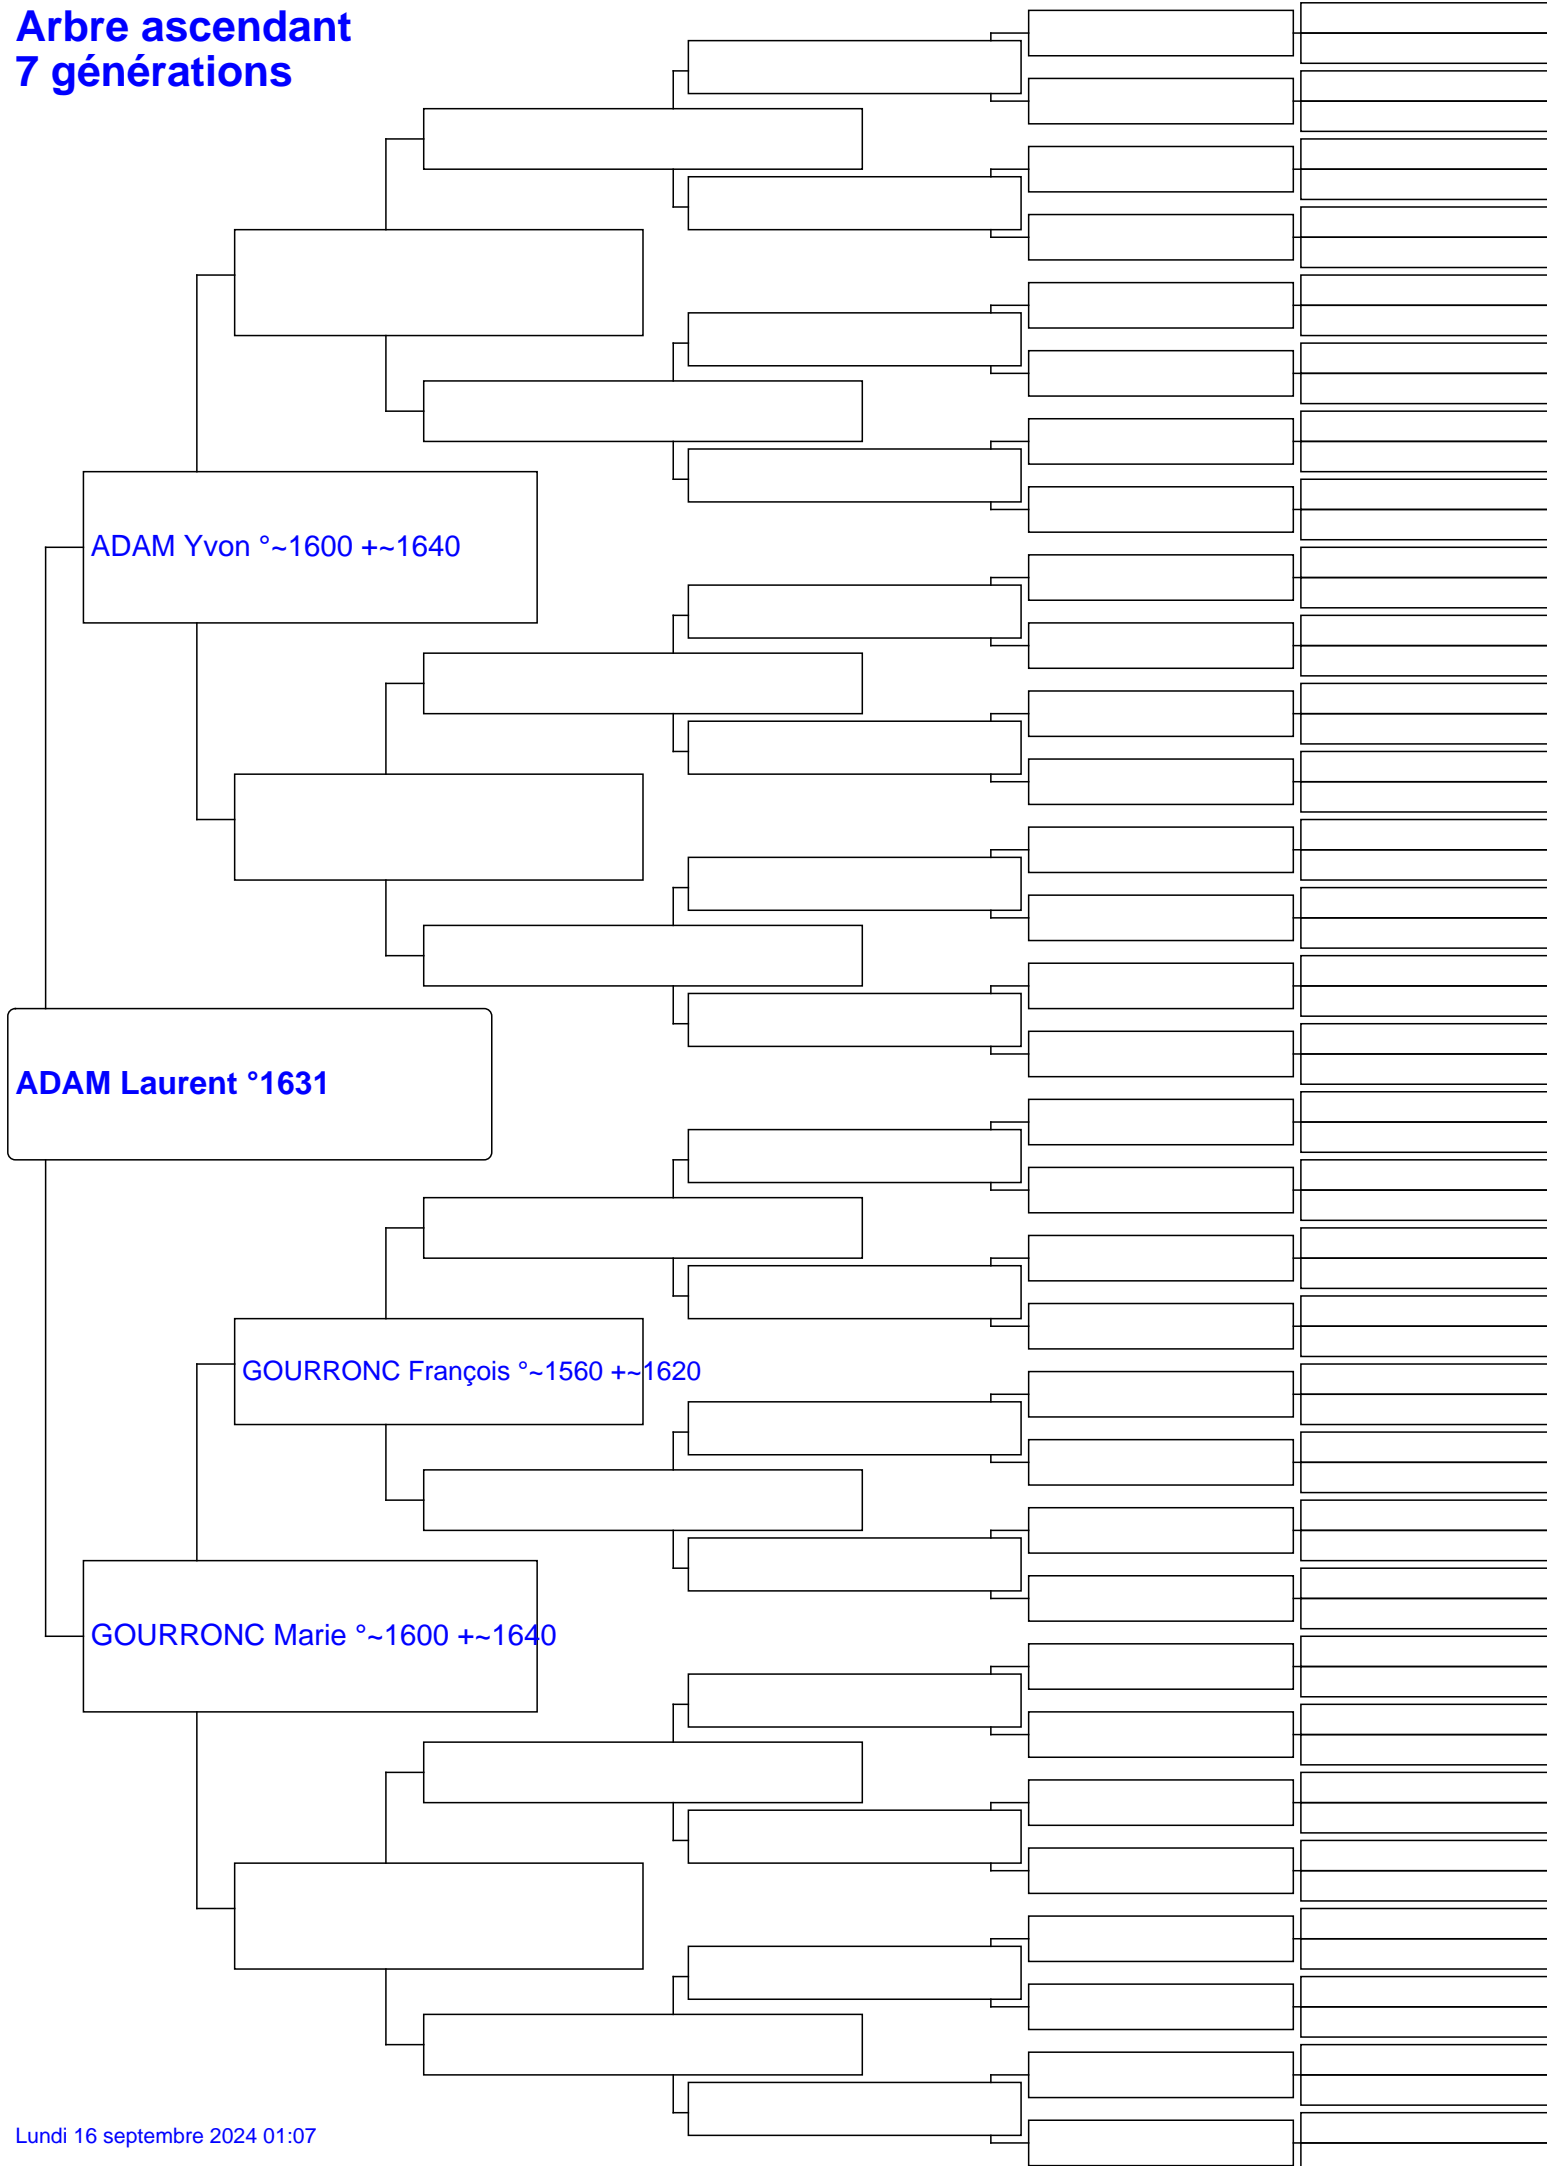 Arbre ascendant
7 générations
ADAM Yvon °~1600 +~1640
ADAM Laurent °1631
GOURRONC François °~1560 +~1620
GOURRONC Marie °~1600 +~1640
Lundi 16 septembre 2024 01:07